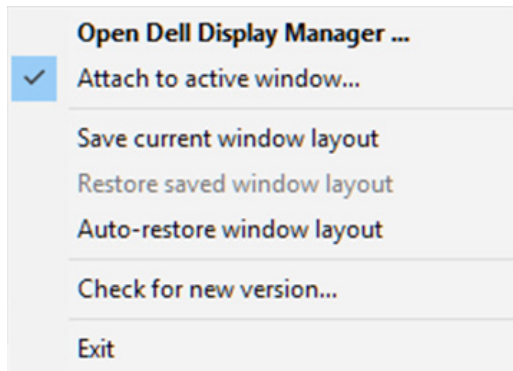 Open Dell Display Manager ...
Attach to active window...
Save current window layout
Restore saved window layout
Auto-restore window layout
Check for new version...
Exit